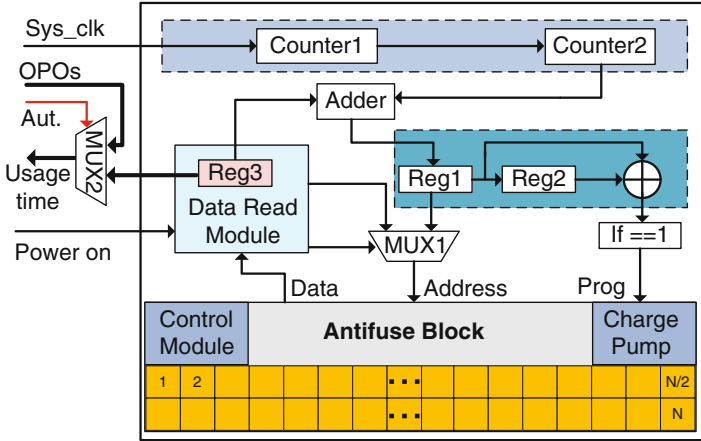 Sys_clk
Counter1
Counter2
OPOs
Aut.
MUX2
Usage
time
Adder
Reg3
Data Read
Module
Reg1
Reg2
Power on
MUX1
If ==1
Data
Address
Prog
Control
Module
Antifuse Block
Charge
Pump
1 2 ... N/2
... N